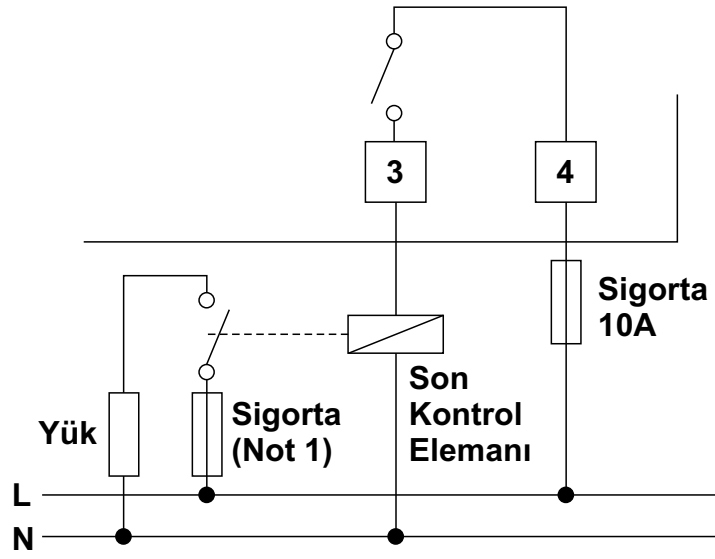 3
4
Sigorta
10A
Son
Kontrol
Elemanı
Yük
Sigorta
(Not 1)
L
N